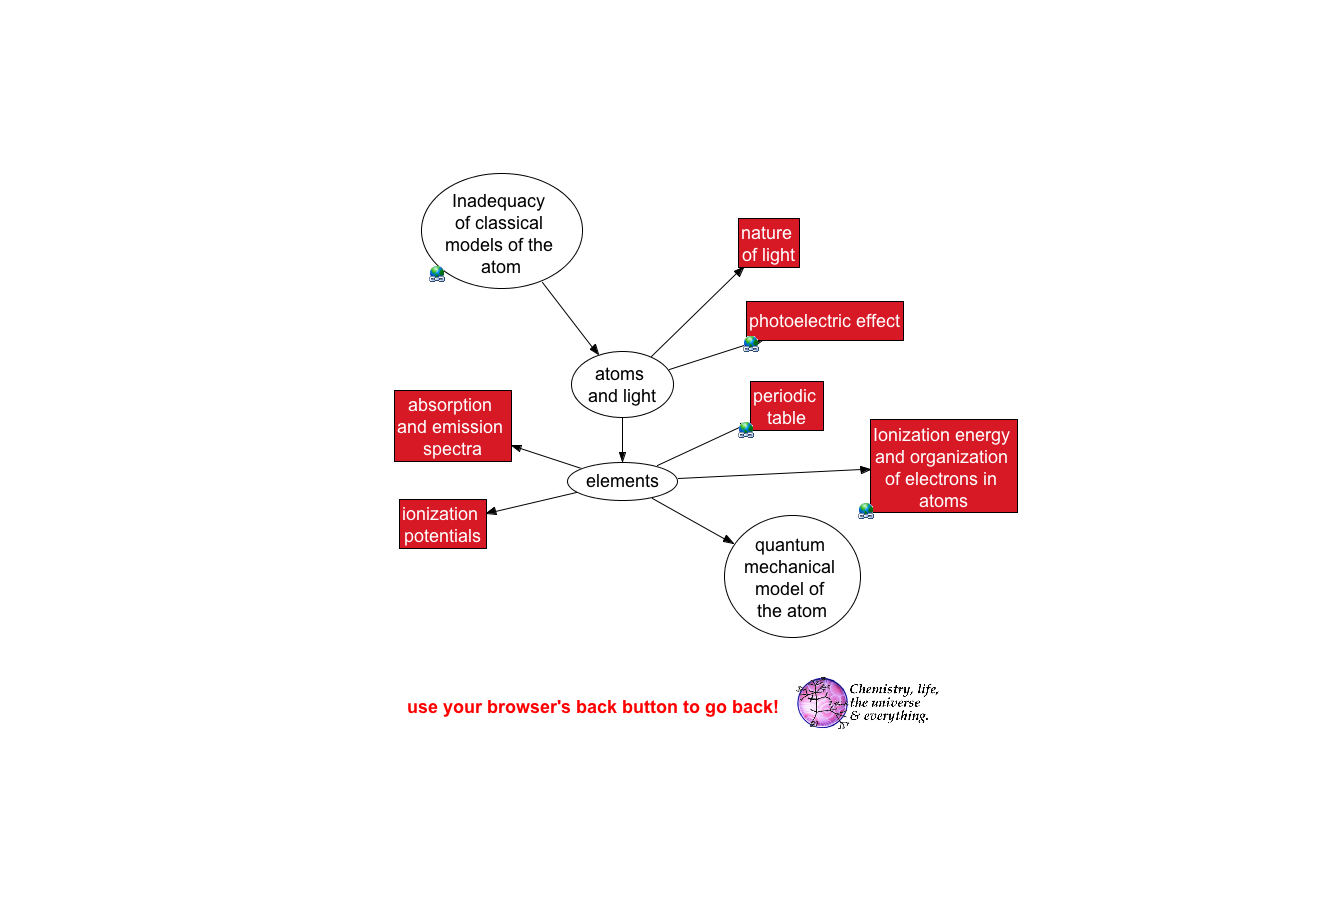 Inadequacy
of classical
models of the
atom
nature
of light
photoelectric effect
atoms
and light
periodic
table
absorption
and emission
spectra
Ionization energy
and organization
of electrons in
atoms
elements
ionization
potentials
quantum
mechanical
model of
the atom
use your browser's back button to go back!
Chemistry, life,
the universe
& everything.